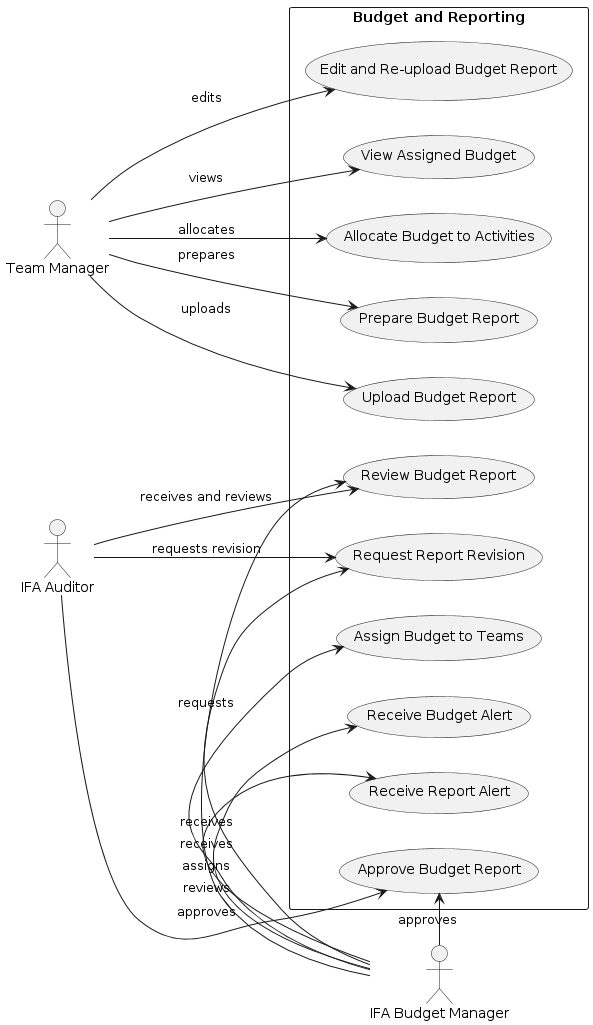 Budget and Reporting
Edit and Re-upload Budget Report
edits
View Assigned Budget
views
Team Manager
allocates
Allocate Budget to Activities
prepares
Prepare Budget Report
uploads
Upload Budget Report
Review Budget Report
receives and reviews
IFA Auditor
requests revision
Request Report Revision
Assign Budget to Teams
requests
Receive Budget Alert
Receive Report Alert
receives
receives
assigns
reviews
approves
Approve Budget Report
approves
IFA Budget Manager